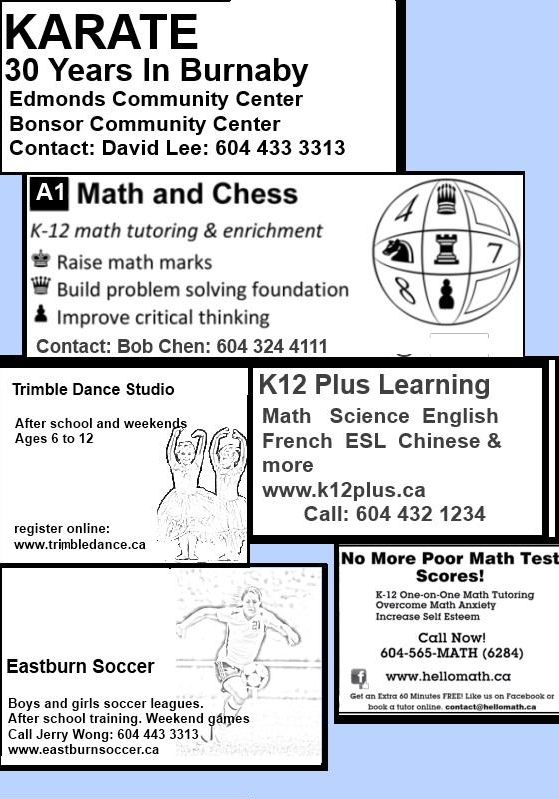 KARATE
30 Years In Burnaby
Edmonds Community Center
Bonsor Community Center
Contact: David Lee: 604 433 3313
A1 Math and Chess
K-12 math tutoring & enrichment
Raise math marks
Build problem solving foundation
Improve critical thinking
Contact: Bob Chen: 604 324 4111
4
7
8
Trimble Dance Studio
After school and weekends
Ages 6 to 12
register online:
www.trimbledance.ca
K12 Plus Learning
Math Science English
French ESL Chinese &
more
www.k12plus.ca
Call: 604 432 1234
No More Poor Math Test
Scores!
K-12 One-on-One Math Tutoring
Overcome Math Anxiety
Increase Self Esteem
Call Now!
604-565-MATH (6284)
f www.hellomath.ca
Get an Extra 60 Minutes FREE! Like us on Facebook or
book a tutor online. contact@hellomath.ca
21
Eastburn Soccer
Boys and girls soccer leagues.
After school training. Weekend games
Call Jerry Wong: 604 443 3313
www.eastburnsoccer.ca